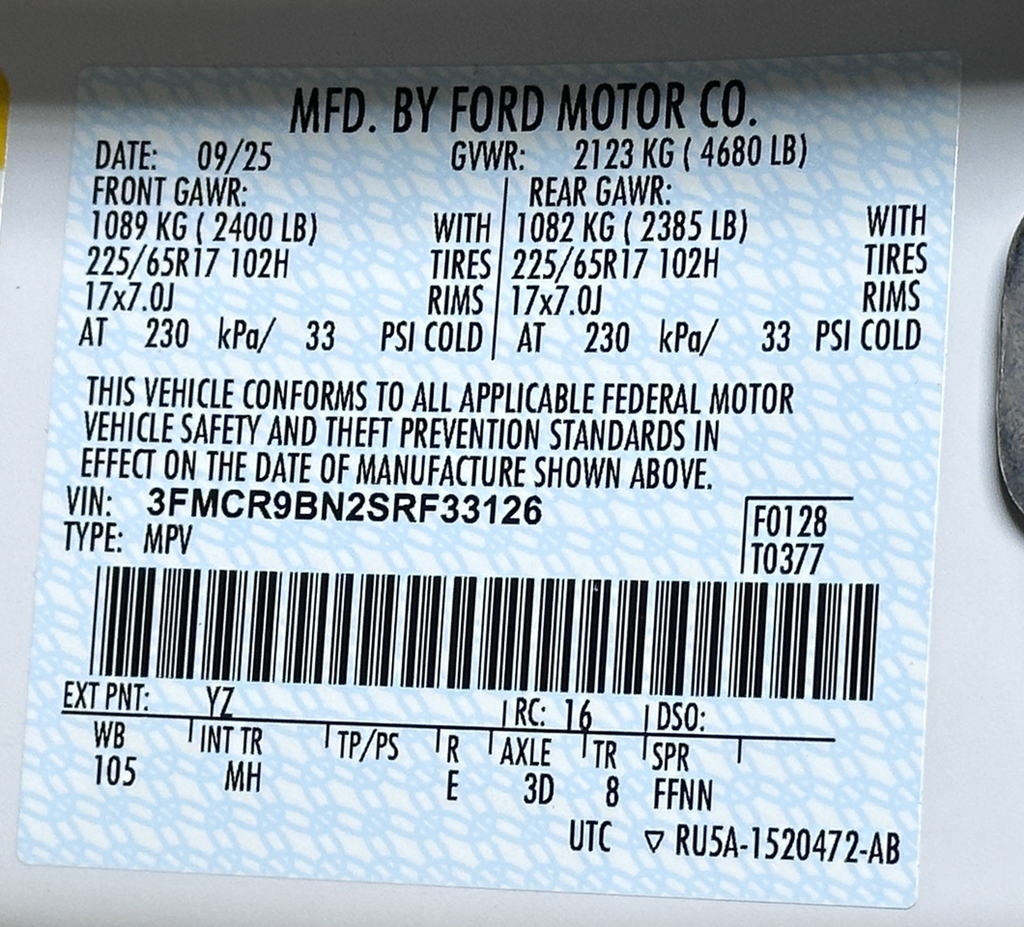 MFD. BY FORD MOTOR CO.
DATE: 09/25 GVWR: 2123 KG ( 4680 LB)
FRONT GAWR: REAR GAWR:
1089 KG ( 2400 LB) WITH 1082 KG ( 2385 LB) WITH
225/65R17 102H TIRES 225/65R17 102H TIRES
17x7.0J RIMS 17x7.0J RIMS
AT 230 kPa/ 33 PSI COLD AT 230 kPa/ 33 PSI COLD
THIS VEHICLE CONFORMS TO ALL APPLICABLE FEDERAL MOTOR
VEHICLE SAFETY AND THEFT PREVENTION STANDARDS IN
EFFECT ON THE DATE OF MANUFACTURE SHOWN ABOVE.
VIN: 3FMCR9BN2SRF33126
F0128
TYPE: MPV
T0377
EXT PNT: YZ RC: 16 DSO:
WB INT TR TP/PS R AXLE TR SPR
105 MH E 3D 8 FFNN
UTC ▽ RU5A-1520472-AB